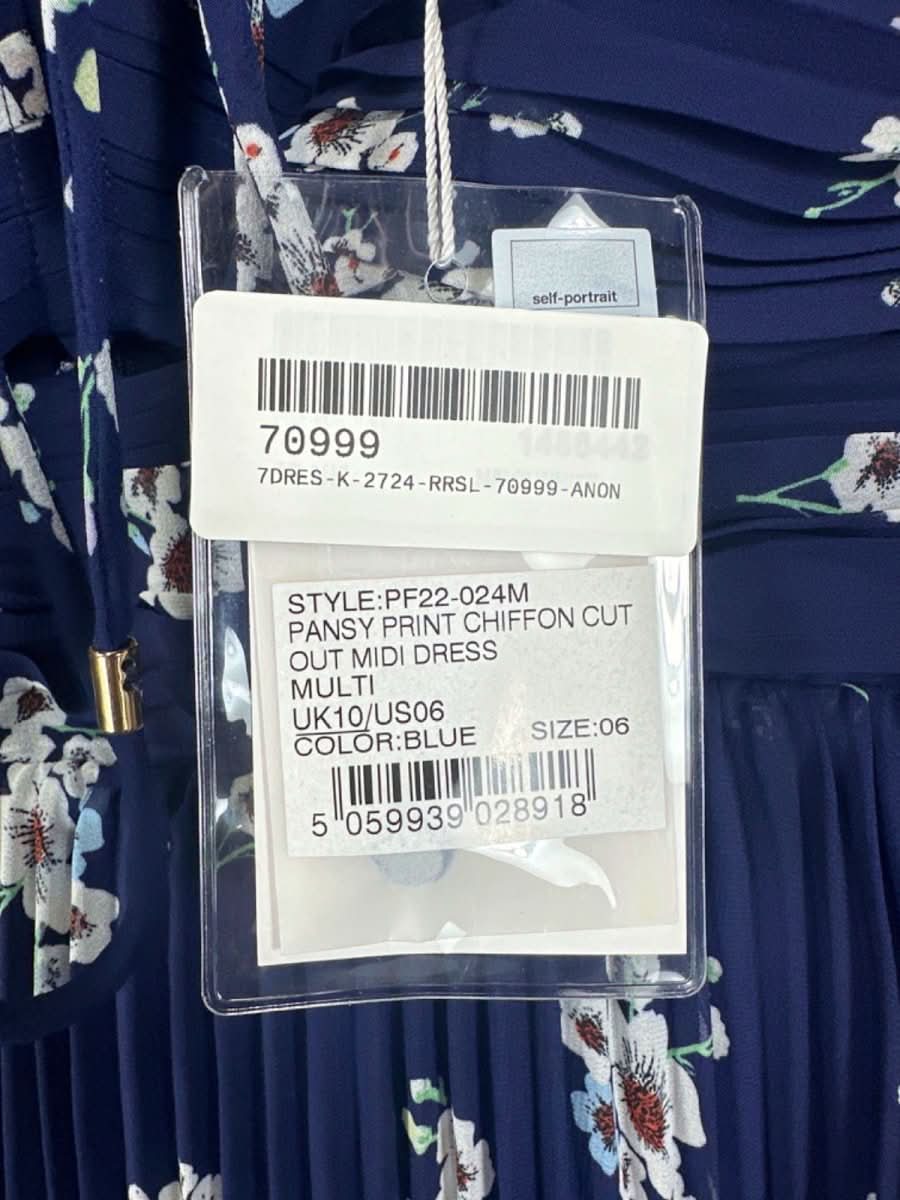 self-portrait
70999
7DRES-K-2724-RRSL-70999-ANON
STYLE:PF22-024M
PANSY PRINT CHIFFON CUT
OUT MIDI DRESS
MULTI
UK10/US06
COLOR:BLUE SIZE:06
5 059939 028918